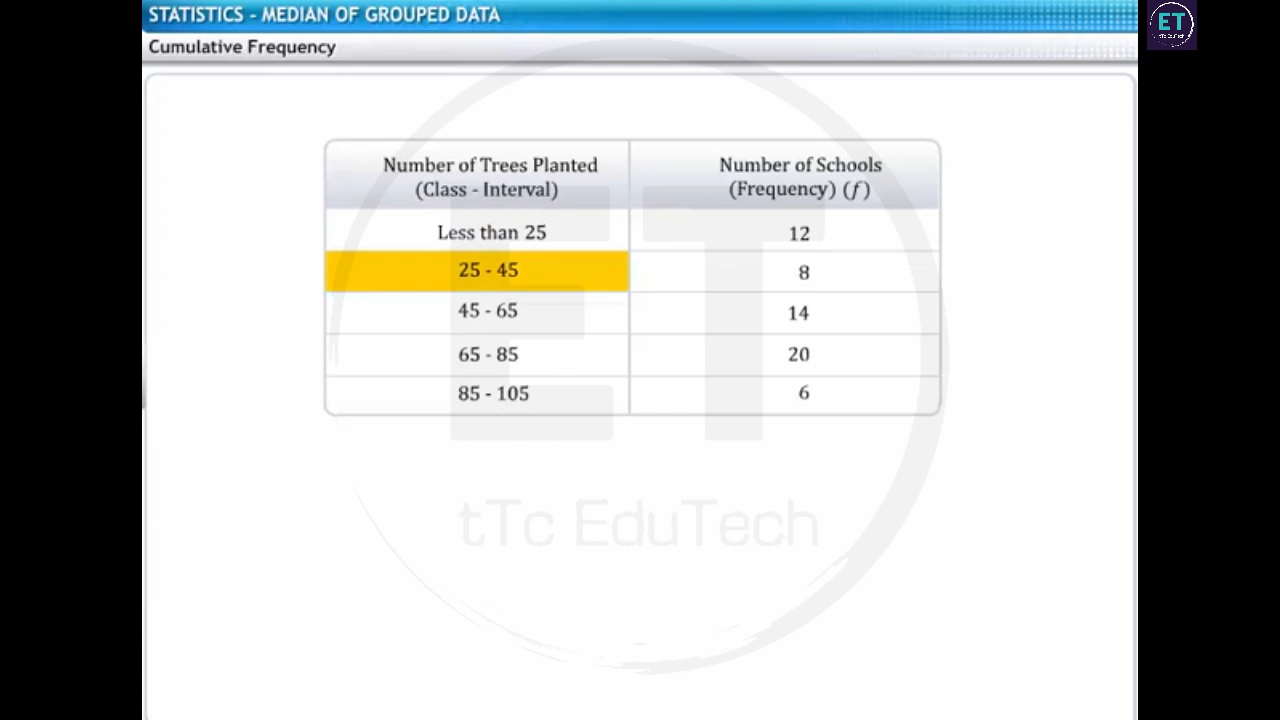 STATISTICS - MEDIAN OF GROUPED DATA
ET
Cumulative Frequency
Number of Trees Planted Number of Schools
(Class - Interval) (Frequency) (f)
Less than 25 12
25 - 45 8
45 - 65 14
65 - 85 20
85 - 105 6
ET
tTc EduTech